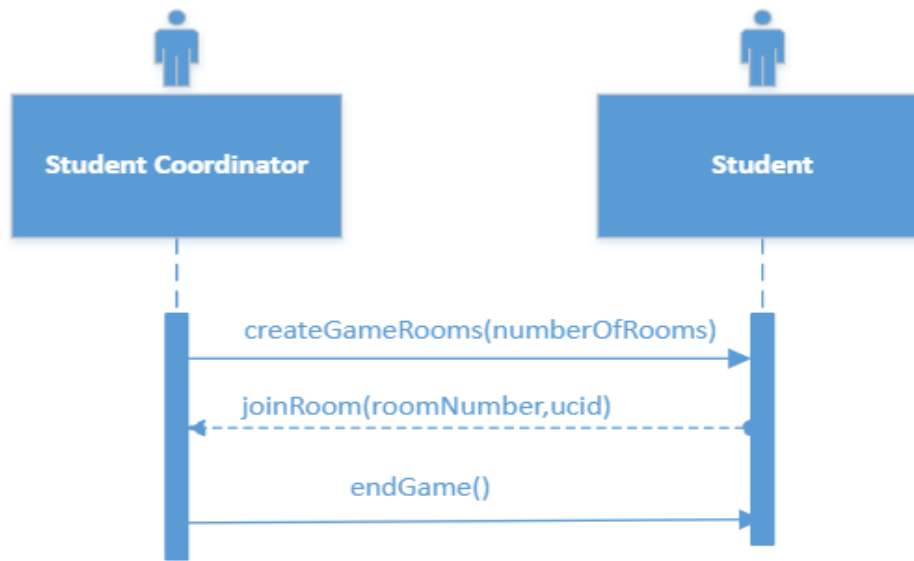 Student Coordinator
Student
createGameRooms(numberOfRooms)
joinRoom(roomNumber,ucid)
endGame()